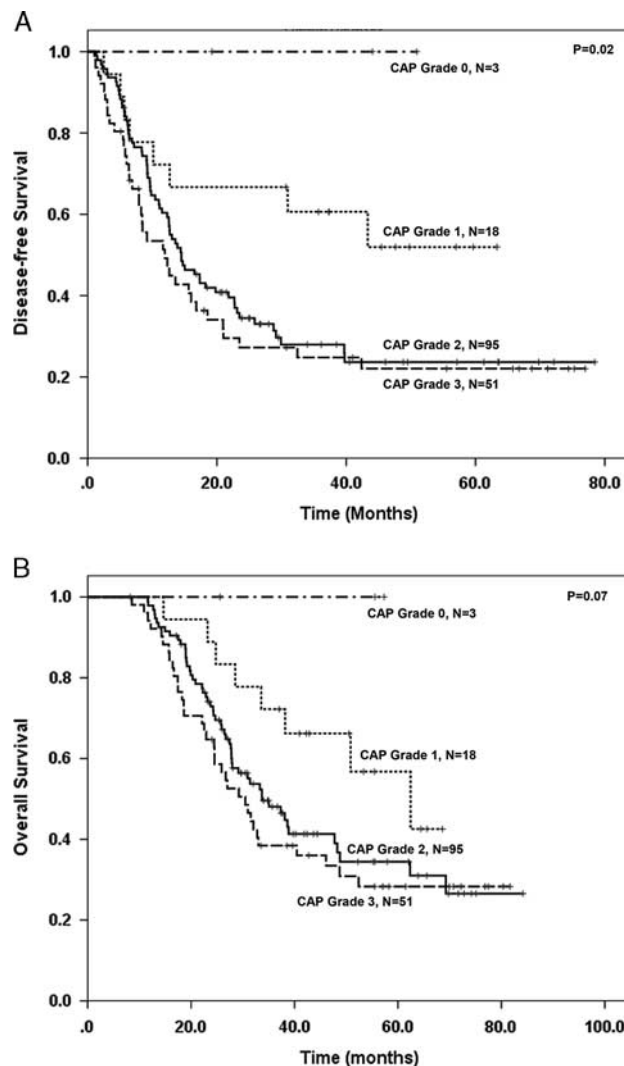 A
P=0.02
1.0
CAP Grade 0, N=3
0.8
0.6
CAP Grade 1, N=18
Disease-free Survival
0.4
CAP Grade 2, N=95
0.2
CAP Grade 3, N=51
0.0
.0 20.0 40.0 60.0 80.0
Time (Months)
B
P=0.07
1.0
CAP Grade 0, N=3
0.8
0.6
CAP Grade 1, N=18
Overall Survival
0.4
CAP Grade 2, N=95
CAP Grade 3, N=51
0.2
0.0
.0 20.0 40.0 60.0 80.0 100.0
Time (months)